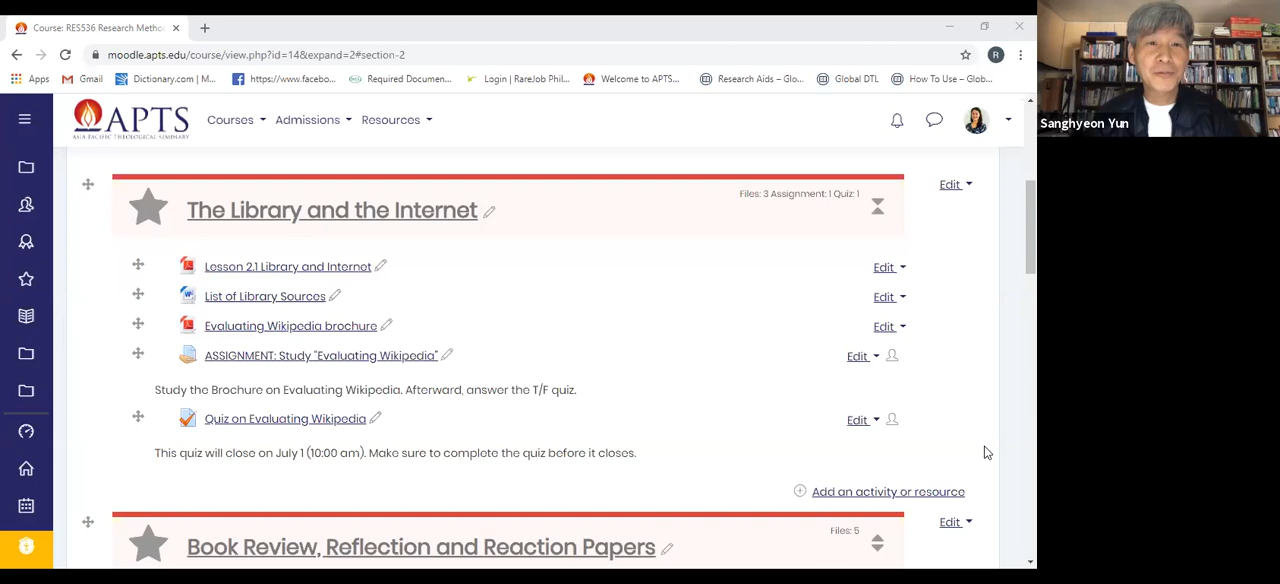 Course: RES536 Research Metho
moodle.apts.edu/course/view.php?id=14&expand=2#section-2
R
Apps
Gmail
Dictionary.com | M...
https://www.facebo...
Required Documen...
Login | RareJob Phil...
Welcome to APTS...
Research Aids – Glo...
Global DTL
How To Use – Glob...
Sanghyeon Yun
APTS
ASIA PACIFIC THEOLOGICAL SEMINARY
Courses
Admissions
Resources
Files: 3 Assignment: 1 Quiz: 1
Edit
The Library and the Internet
Lesson 2.1 Library and Internet
Edit
List of Library Sources
Edit
Evaluating Wikipedia brochure
Edit
ASSIGNMENT: Study "Evaluating Wikipedia"
Edit
Study the Brochure on Evaluating Wikipedia. Afterward, answer the T/F quiz.
Quiz on Evaluating Wikipedia
Edit
This quiz will close on July 1 (10:00 am). Make sure to complete the quiz before it closes.
Add an activity or resource
Files: 5
Edit
Book Review, Reflection and Reaction Papers